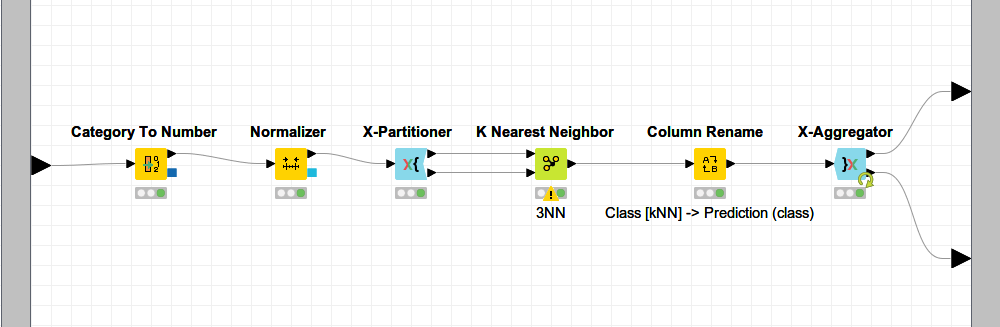 Category To Number
Normalizer
X-Partitioner
K Nearest Neighbor
Column Rename
X-Aggregator
3NN
Class [kNN] -> Prediction (class)